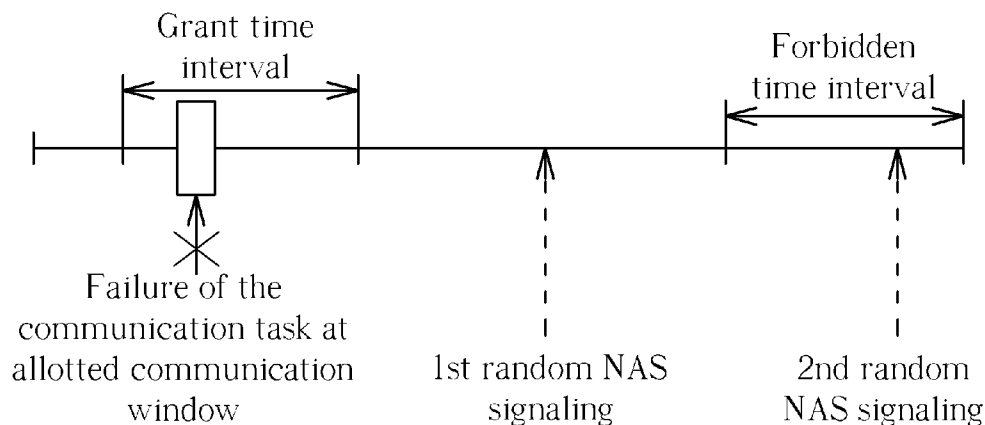 Grant time
interval
Forbidden
time interval
Failure of the
communication task at
allotted communication
window
1st random NAS
signaling
2nd random
NAS signaling